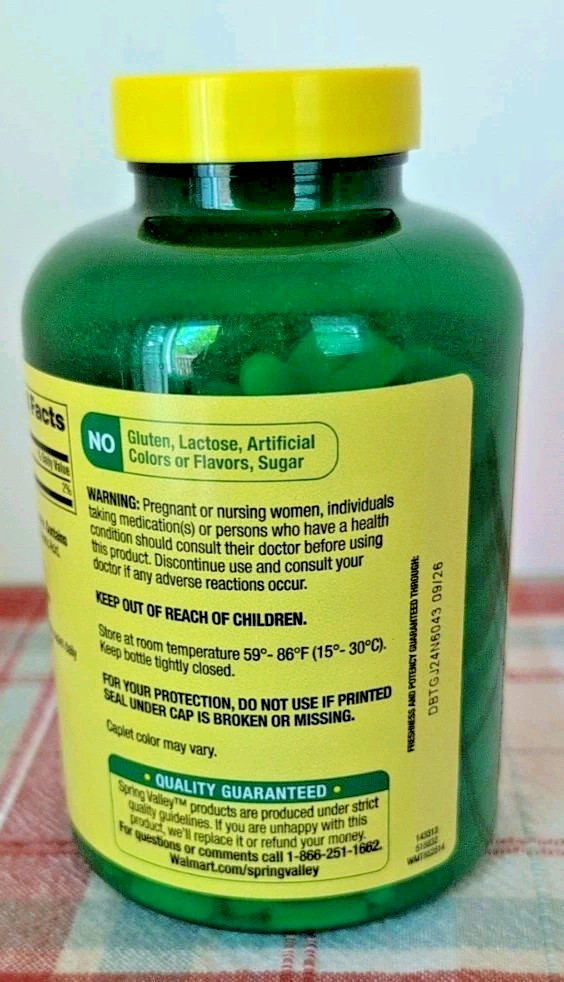 Facts
% Daily Value
2%
Contains
daily
NO
Gluten, Lactose, Artificial
Colors or Flavors, Sugar
WARNING: Pregnant or nursing women, individuals
taking medication(s) or persons who have a health
condition should consult their doctor before using
this product. Discontinue use and consult your
doctor if any adverse reactions occur.
KEEP OUT OF REACH OF CHILDREN.
Store at room temperature 59°- 86°F (15°- 30°C).
Keep bottle tightly closed.
FOR YOUR PROTECTION, DO NOT USE IF PRINTED
SEAL UNDER CAP IS BROKEN OR MISSING.
Caplet color may vary.
• QUALITY GUARANTEED •
Spring Valley™ products are produced under strict
quality guidelines. If you are unhappy with this
product, we'll replace it or refund your money.
For questions or comments call 1-866-251-1662.
Walmart.com/springvalley
FRESHNESS AND POTENCY GUARANTEED THROUGH:
DBTGJ24N6043 09/26